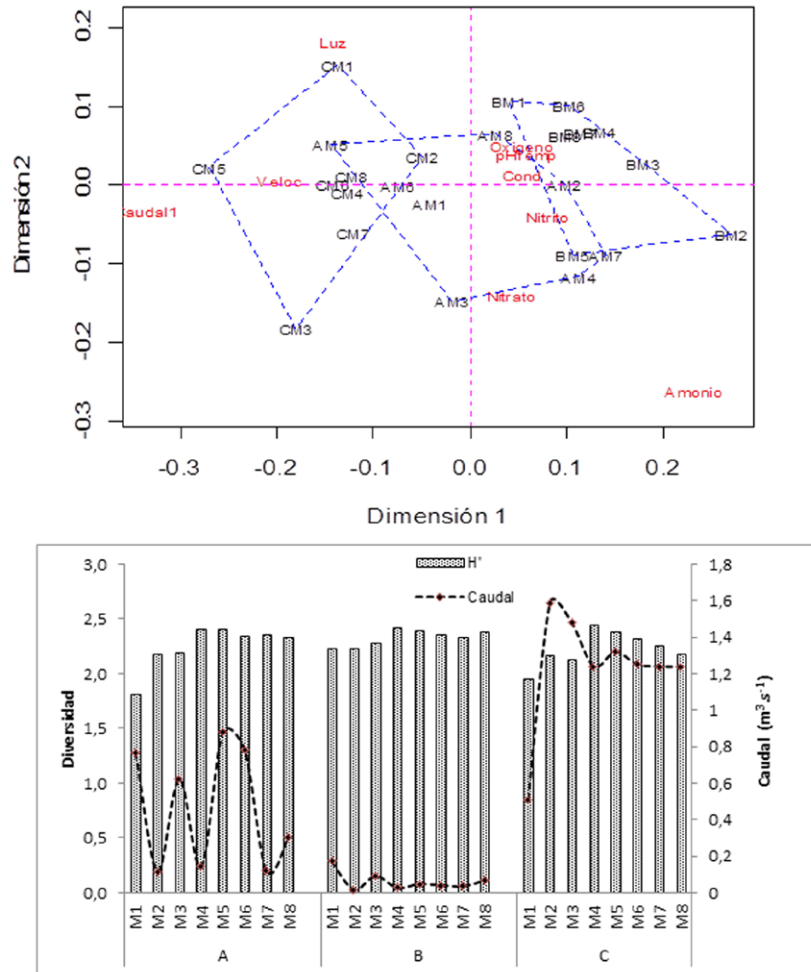 Dimensión 2
0.2
0.1
0.0
-0.1
-0.2
-0.3
Luz
CM1
BM1
BM6
AM5
AM8
BM4
Oxigeno
CM2
pHTemp
BM3
CM5
CM8
Cond
Veloc
CM6
AM6
AM2
CM4
AM1
Caudal1
Nitrito
CM7
BM2
BM5
AM7
AM4
AM3
Nitrato
CM3
Amonio
-0.3 -0.2 -0.1 0.0 0.1 0.2
Dimensión 1
Diversidad
3,0
2,5
2,0
1,5
1,0
0,5
0,0
H'
Caudal
1,8
1,6
1,4
1,2
1
0,8
0,6
0,4
0,2
0
Caudal (m³ s⁻¹)
M1 M2 M3 M4 M5 M6 M7 M8 M1 M2 M3 M4 M5 M6 M7 M8 M1 M2 M3 M4 M5 M6 M7 M8
A B C